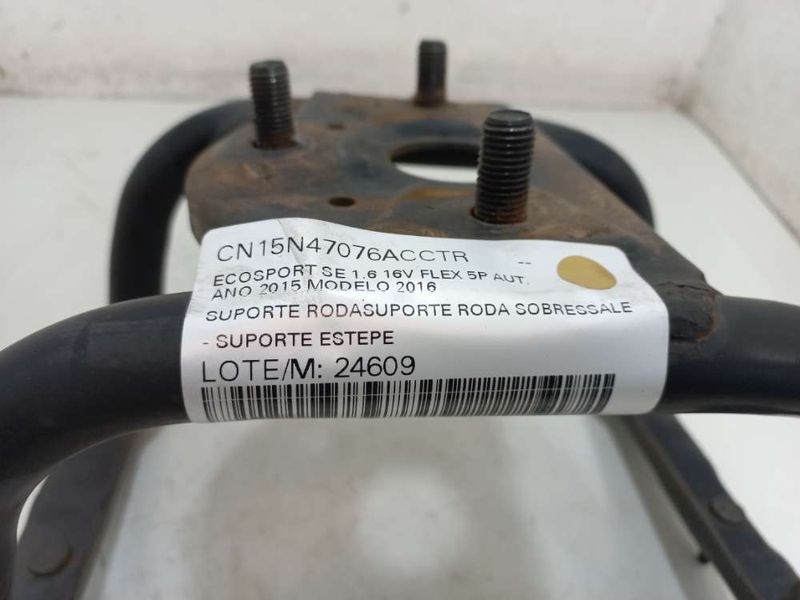 CN15N47076ACCTR --
ECOSPORT SE 1.6 16V FLEX 5P AUT.
ANO 2015 MODELO 2016
SUPORTE RODASUPORTE RODA SOBRESSALE
- SUPORTE ESTEPE
LOTE/M: 24609